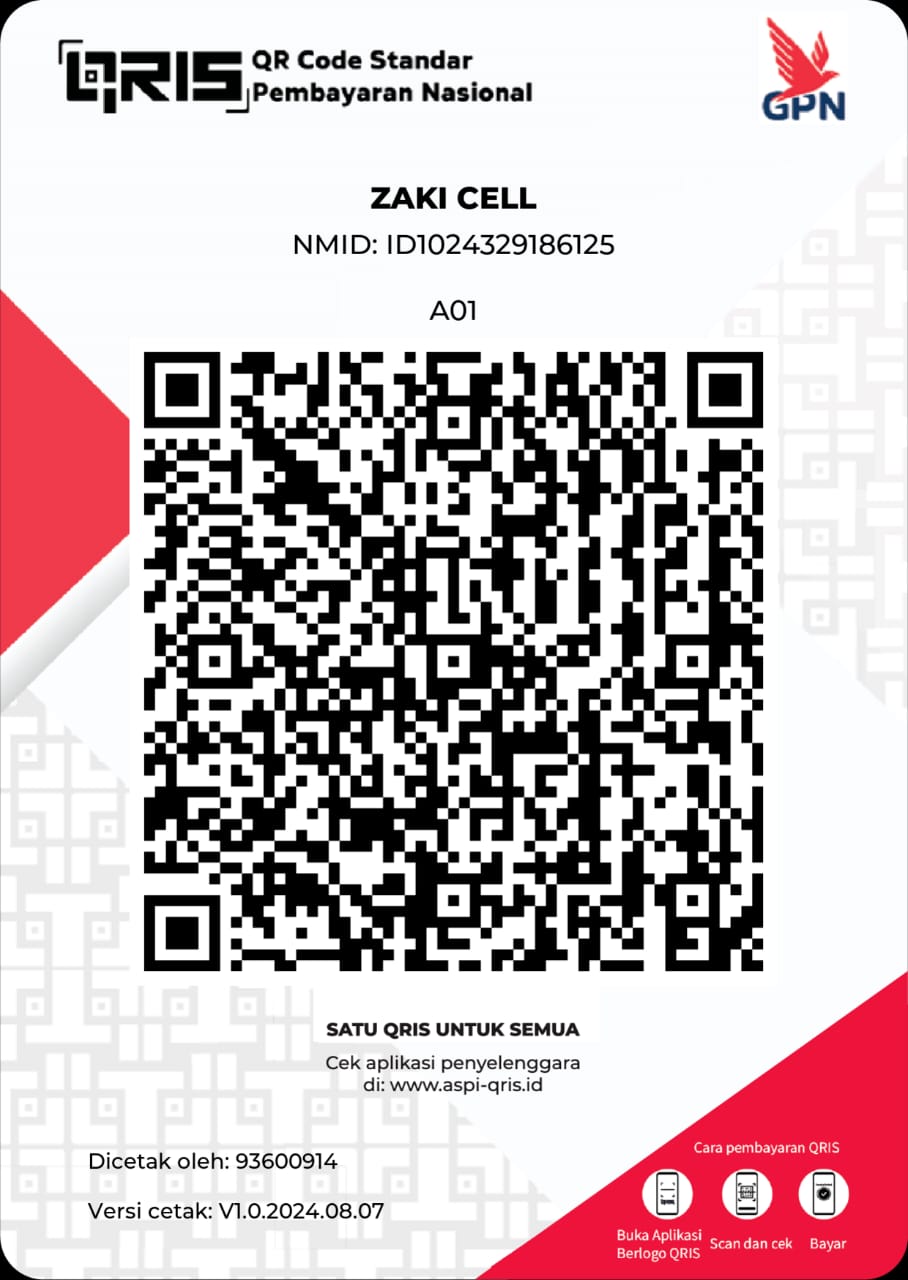 QRIS
QR Code Standar
Pembayaran Nasional
GPN
ZAKI CELL
NMID: ID1024329186125
A01
SATU QRIS UNTUK SEMUA
Cek aplikasi penyelenggara
di: www.aspi-qris.id
Dicetak oleh: 93600914
Versi cetak: V1.0.2024.08.07
Cara pembayaran QRIS
Buka Aplikasi
Berlogo QRIS
Scan dan cek
Bayar